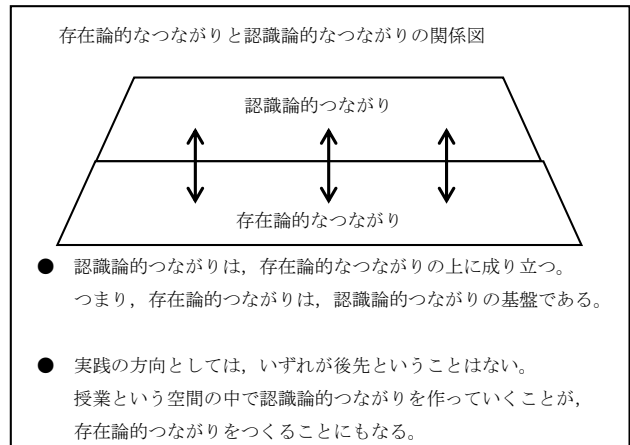 存在論的なつながりと認識論的なつながりの関係図
認識論的つながり
存在論的なつながり
● 認識論的つながりは，存在論的なつながりの上に成り立つ。
つまり，存在論的つながりは，認識論的つながりの基盤である。
● 実践の方向としては，いずれが後先ということはない。
授業という空間の中で認識論的つながりを作っていくことが，
存在論的つながりをつくることにもなる。